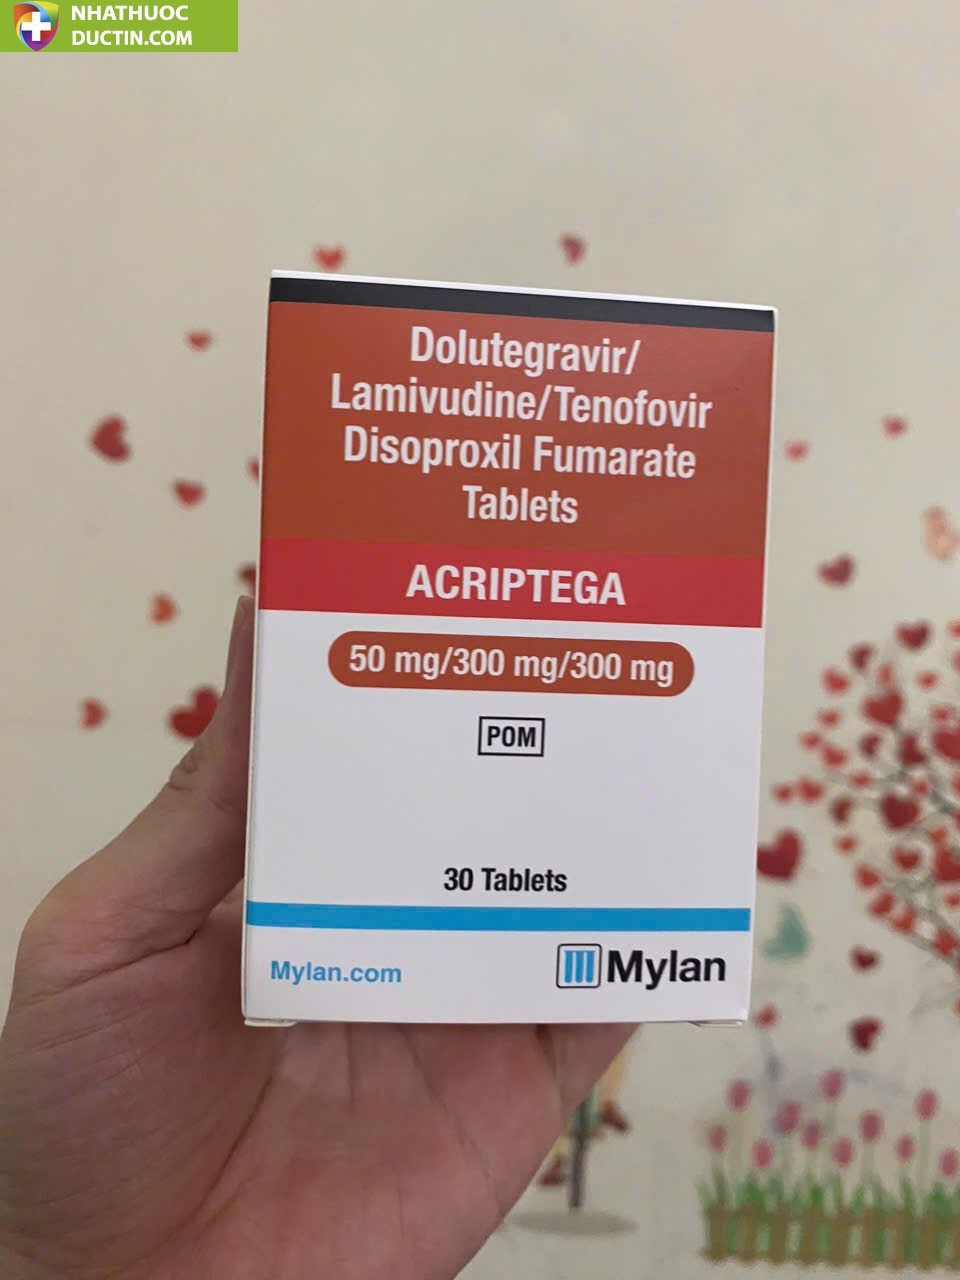 NHATHUOC
DUCTIN.COM
Dolutegravir/
Lamivudine/Tenofovir
Disoproxil Fumarate
Tablets
ACRIPTEGA
50 mg/300 mg/300 mg
POM
30 Tablets
Mylan.com
Mylan